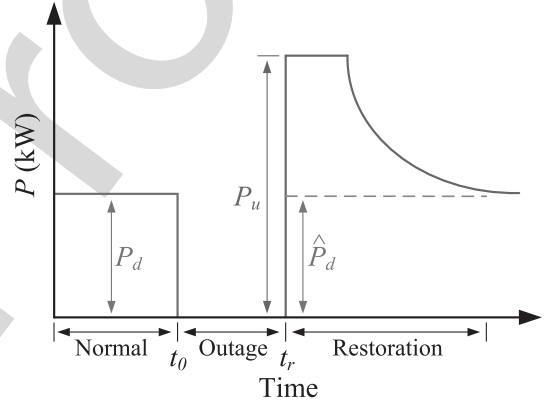 P (kW)
P_u
P_d
P̂_d
Normal
t_0
Outage
t_r
Restoration
Time